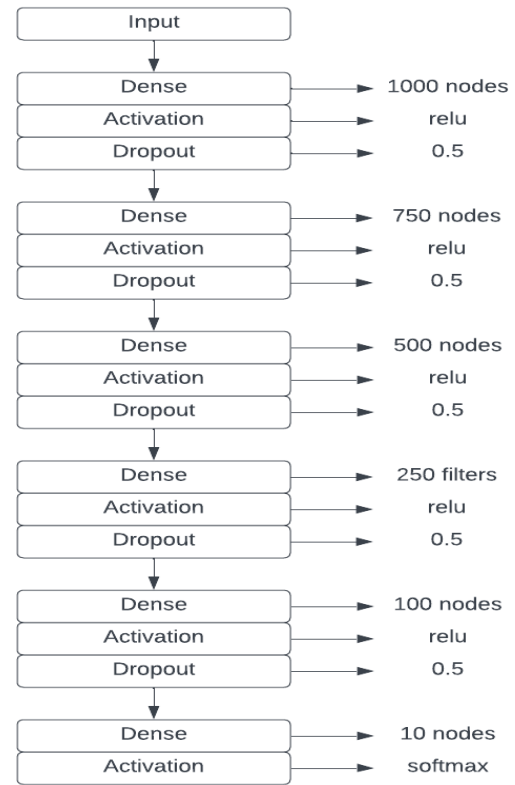 Input
Dense 1000 nodes
Activation relu
Dropout 0.5
Dense 750 nodes
Activation relu
Dropout 0.5
Dense 500 nodes
Activation relu
Dropout 0.5
Dense 250 filters
Activation relu
Dropout 0.5
Dense 100 nodes
Activation relu
Dropout 0.5
Dense 10 nodes
Activation softmax